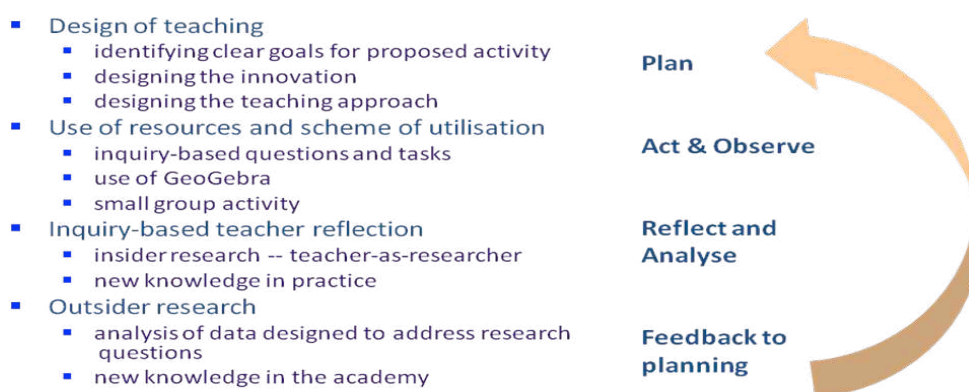 Design of teaching
identifying clear goals for proposed activity
designing the innovation
designing the teaching approach
Plan
Use of resources and scheme of utilisation
inquiry-based questions and tasks
use of GeoGebra
small group activity
Act & Observe
Inquiry-based teacher reflection
insider research -- teacher-as-researcher
new knowledge in practice
Reflect and
Analyse
Outsider research
analysis of data designed to address research
questions
new knowledge in the academy
Feedback to
planning